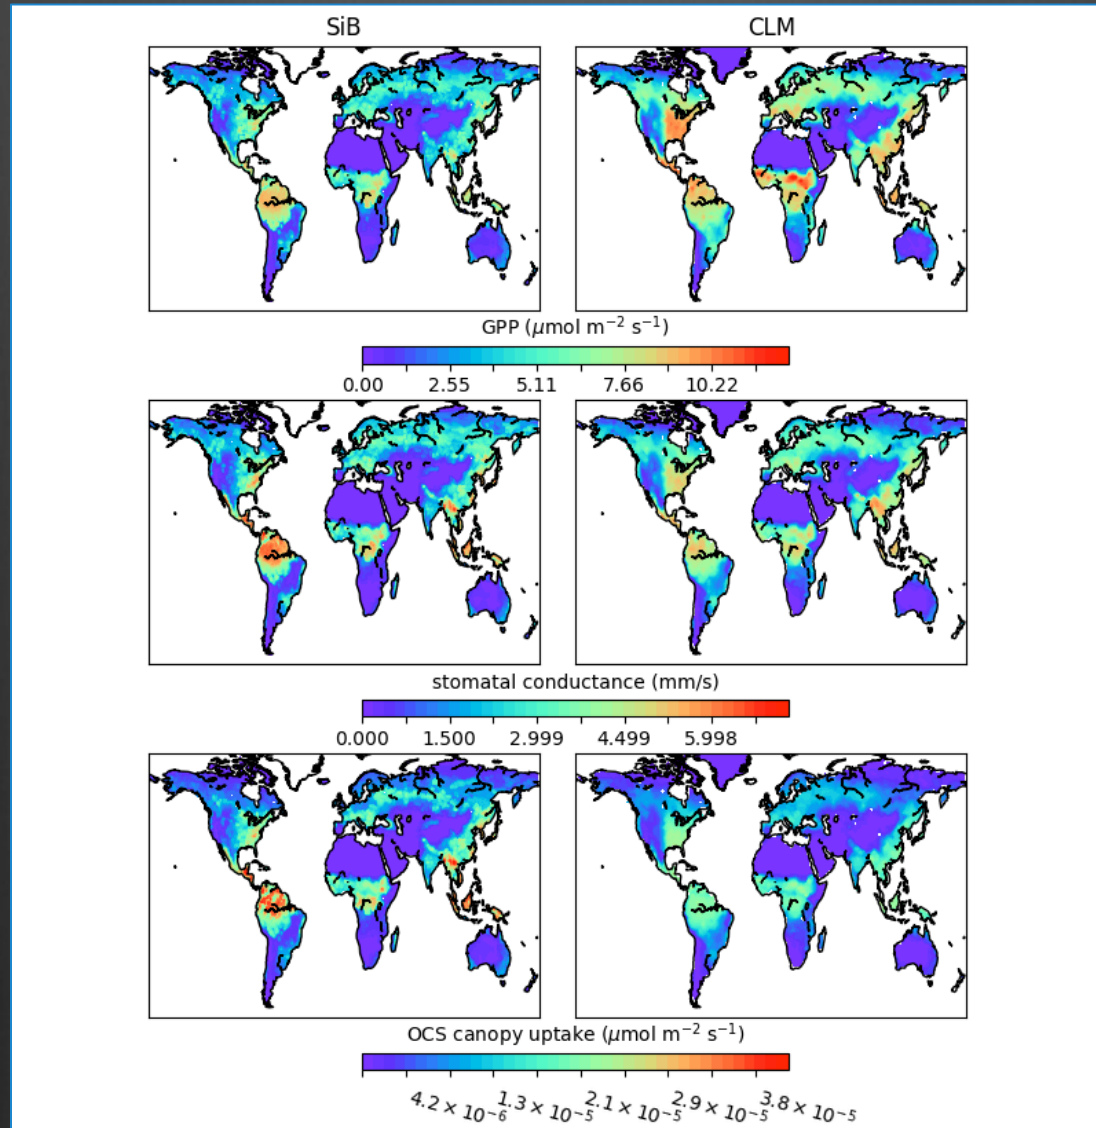 SiB CLM
GPP (μmol m⁻² s⁻¹)
0.00 2.55 5.11 7.66 10.22
stomatal conductance (mm/s)
0.000 1.500 2.999 4.499 5.998
OCS canopy uptake (μmol m⁻² s⁻¹)
4.2 × 10⁻⁶ 1.3 × 10⁻⁵ 2.1 × 10⁻⁵ 2.9 × 10⁻⁵ 3.8 × 10⁻⁵